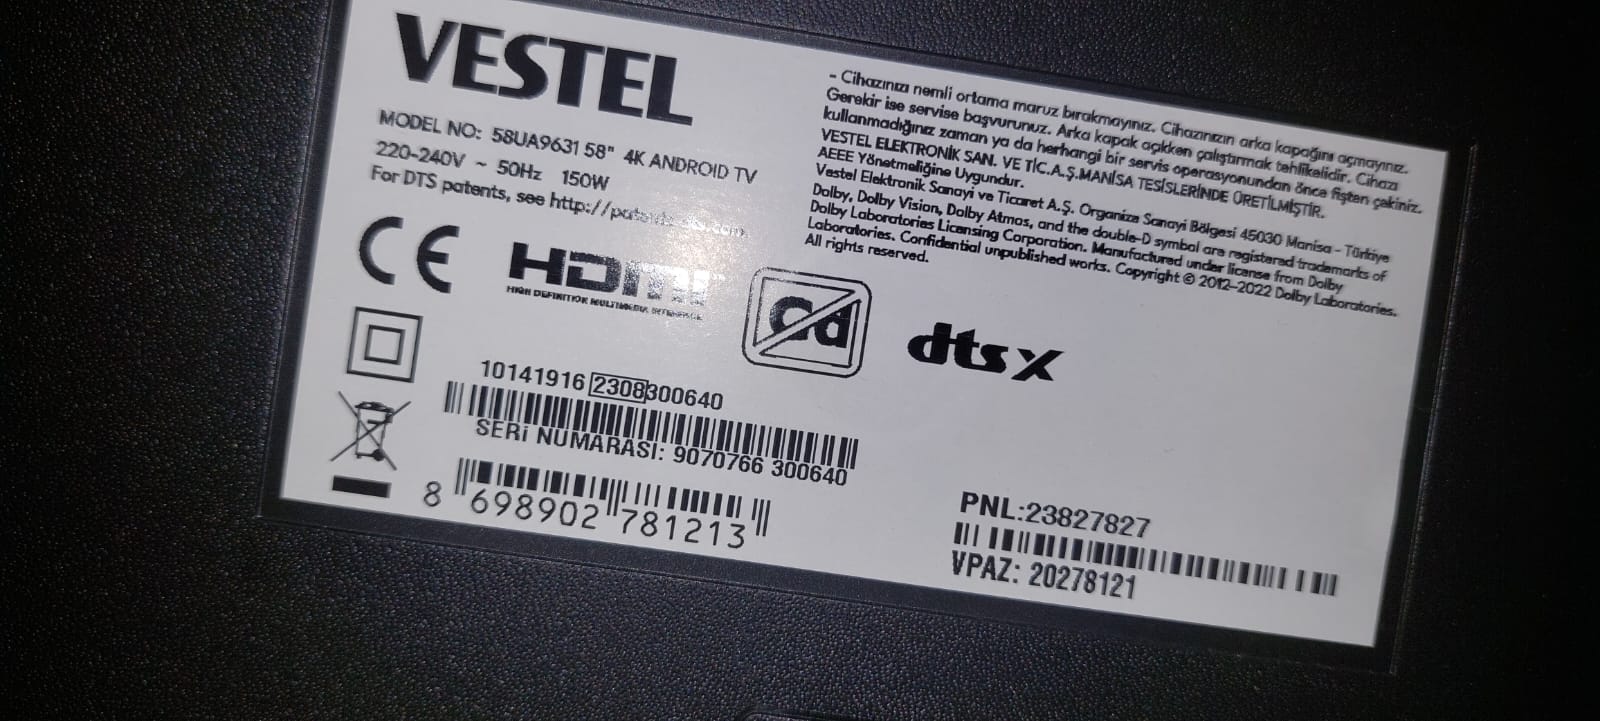 VESTEL
MODEL NO: 58UA9631 58" 4K ANDROID TV
220-240V ~ 50Hz 150W
For DTS patents, see
CE
HDMI
HIGH DEFINITION MULTIMEDIA INTERFACE
- Cihazınızı nemli ortama maruz bırakmayınız. Cihazınızın arka kapağını açmayınız.
Gerekir ise servise başvurunuz. Arka kapak açıkken çalıştırmak tehlikelidir. Cihazı
kullanmadığınız zaman ya da herhangi bir servis operasyonundan önce fişten çekiniz.
VESTEL ELEKTRONİK SAN. VE TİC.A.Ş.MANİSA TESİSLERİNDE ÜRETİLMİŞTİR.
AEEE Yönetmeliğine Uygundur.
Vestel Elektronik Sanayi ve Ticaret A.Ş. Organize Sanayi Bölgesi 45030 Manisa - Türkiye
Dolby, Dolby Vision, Dolby Atmos, and the double-D symbol are registered trademarks of
Dolby Laboratories Licensing Corporation. Manufactured under license from Dolby
Laboratories. Confidential unpublished works. Copyright © 2012-2022 Dolby Laboratories.
All rights reserved.
dts X
10141916 2308300640
SERİ NUMARASI: 9070766 300640
8 698902 781213
PNL:23827827
VPAZ: 20278121